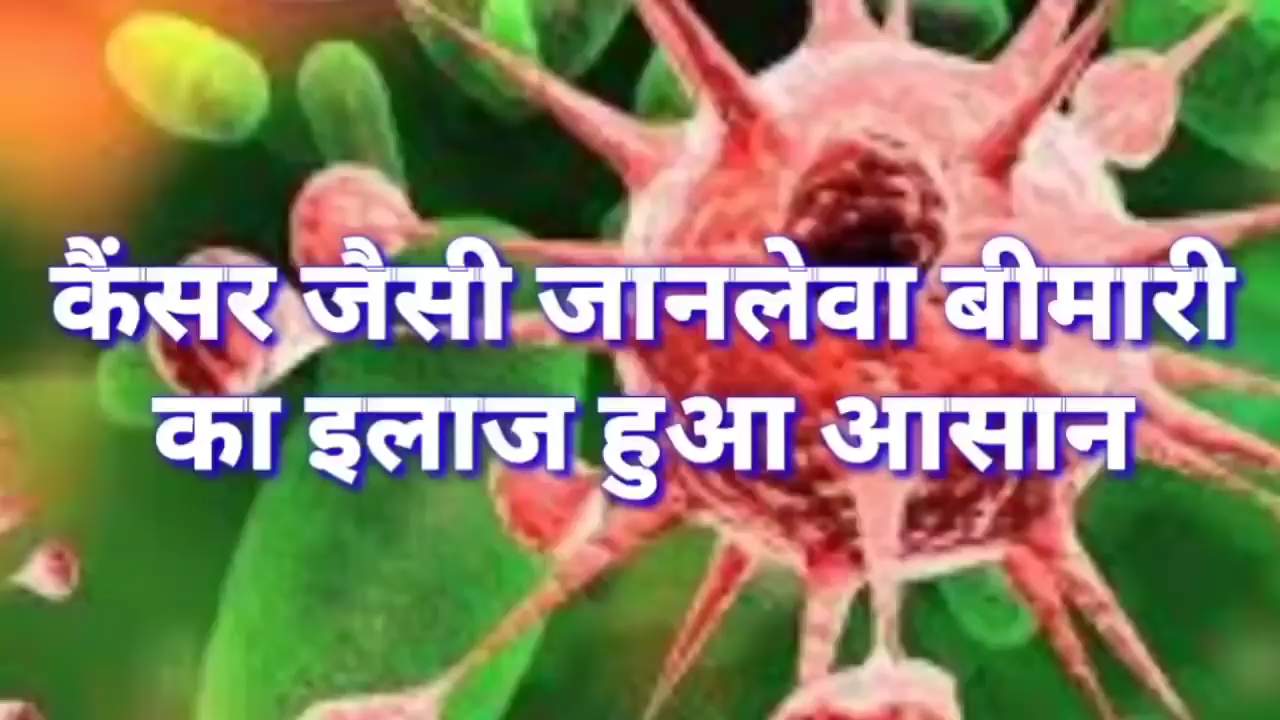 कैंसर जैसी जानलेवा बीमारी
का इलाज हुआ आसान